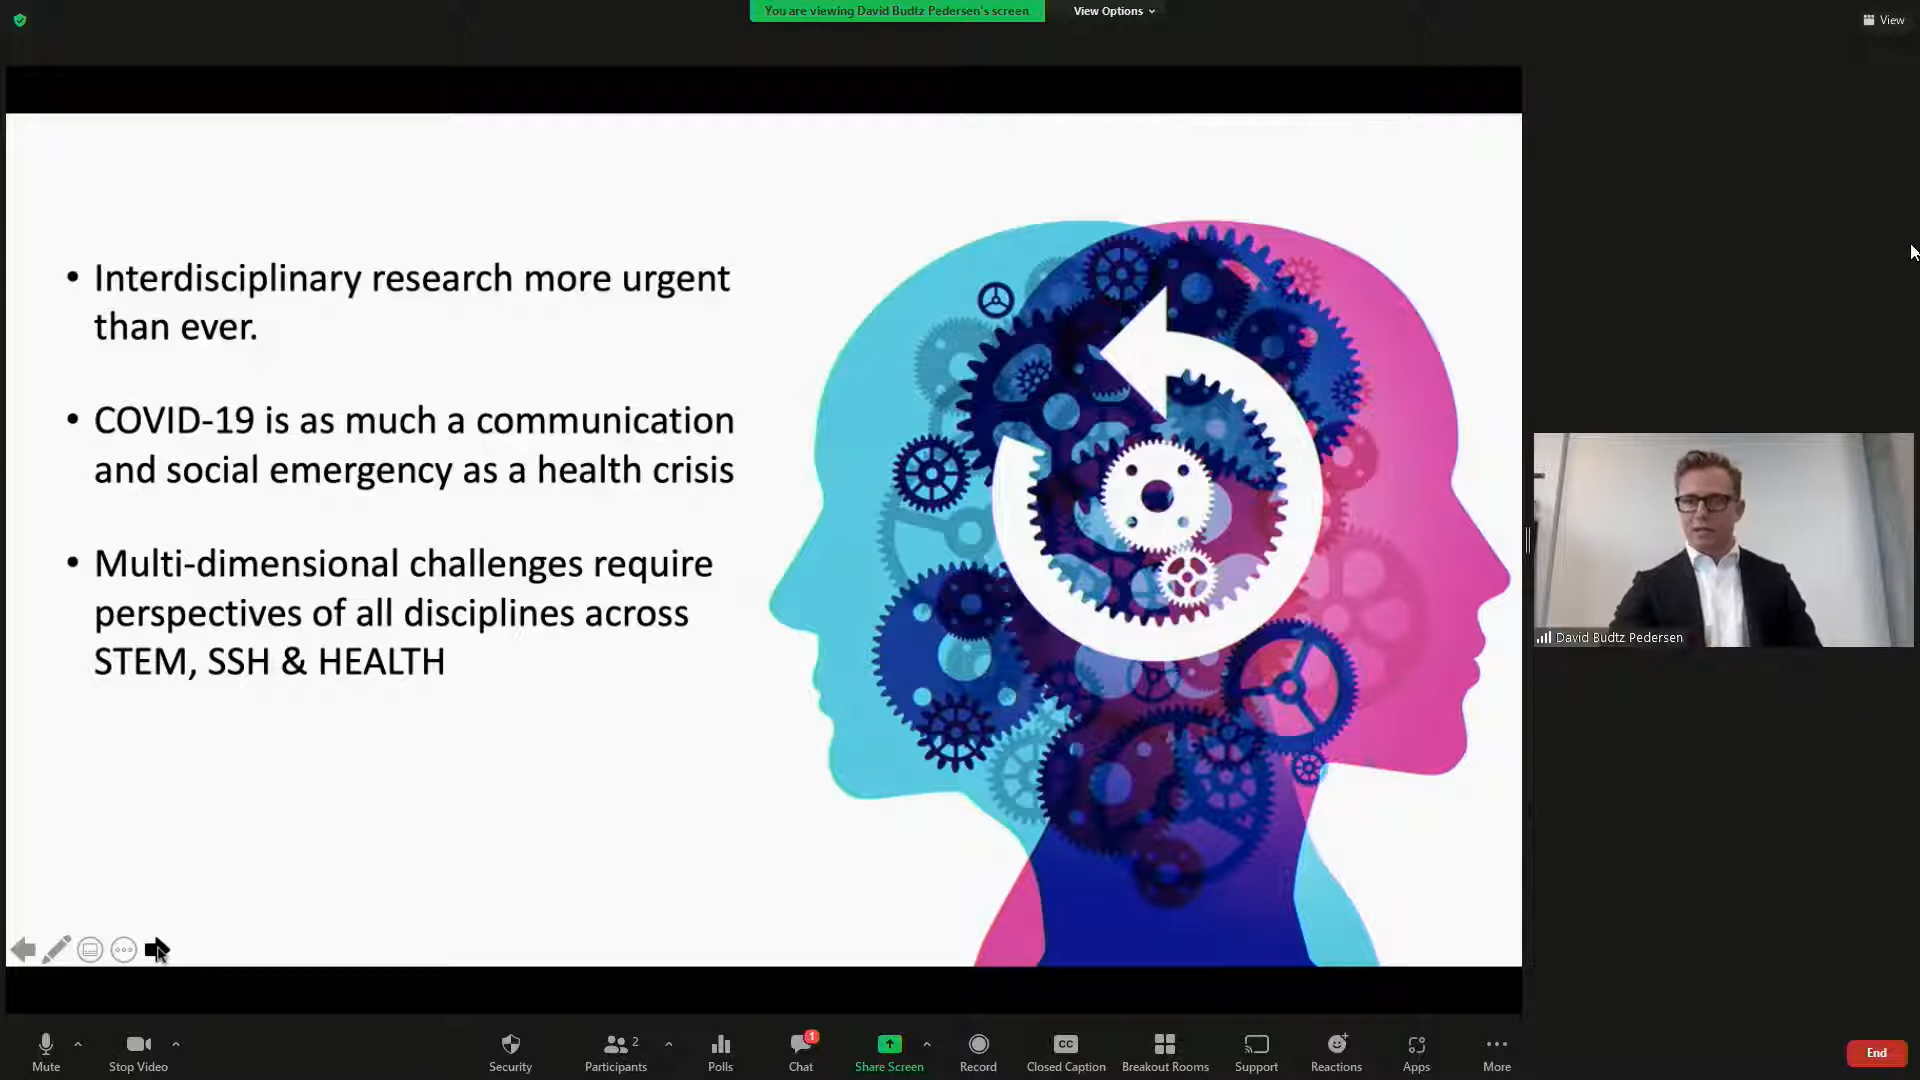 You are viewing David Budtz Pedersen's screen
View Options
View
• Interdisciplinary research more urgent
than ever.
• COVID-19 is as much a communication
and social emergency as a health crisis
• Multi-dimensional challenges require
perspectives of all disciplines across
STEM, SSH & HEALTH
David Budtz Pedersen
Mute
Stop Video
Security
2
Participants
Polls
1
Chat
Share Screen
Record
CC
Closed Caption
Breakout Rooms
Support
Reactions
Apps
More
End